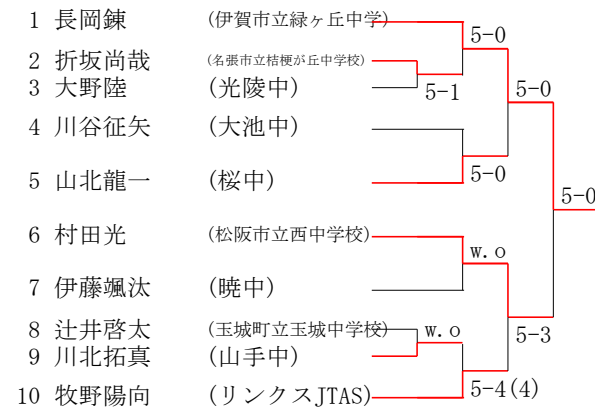 1 長岡錬 (伊賀市立緑ヶ丘中学)
5-0
2 折坂尚哉 (名張市立桔梗が丘中学校)
3 大野陸 (光陵中)
5-1
5-0
4 川谷征矢 (大池中)
5 山北龍一 (桜中)
5-0
5-0
6 村田光 (松阪市立西中学校)
w.o
7 伊藤颯汰 (暁中)
8 辻井啓太 (玉城町立玉城中学校)
w.o
5-3
9 川北拓真 (山手中)
10 牧野陽向 (リンクスJTAS)
5-4(4)